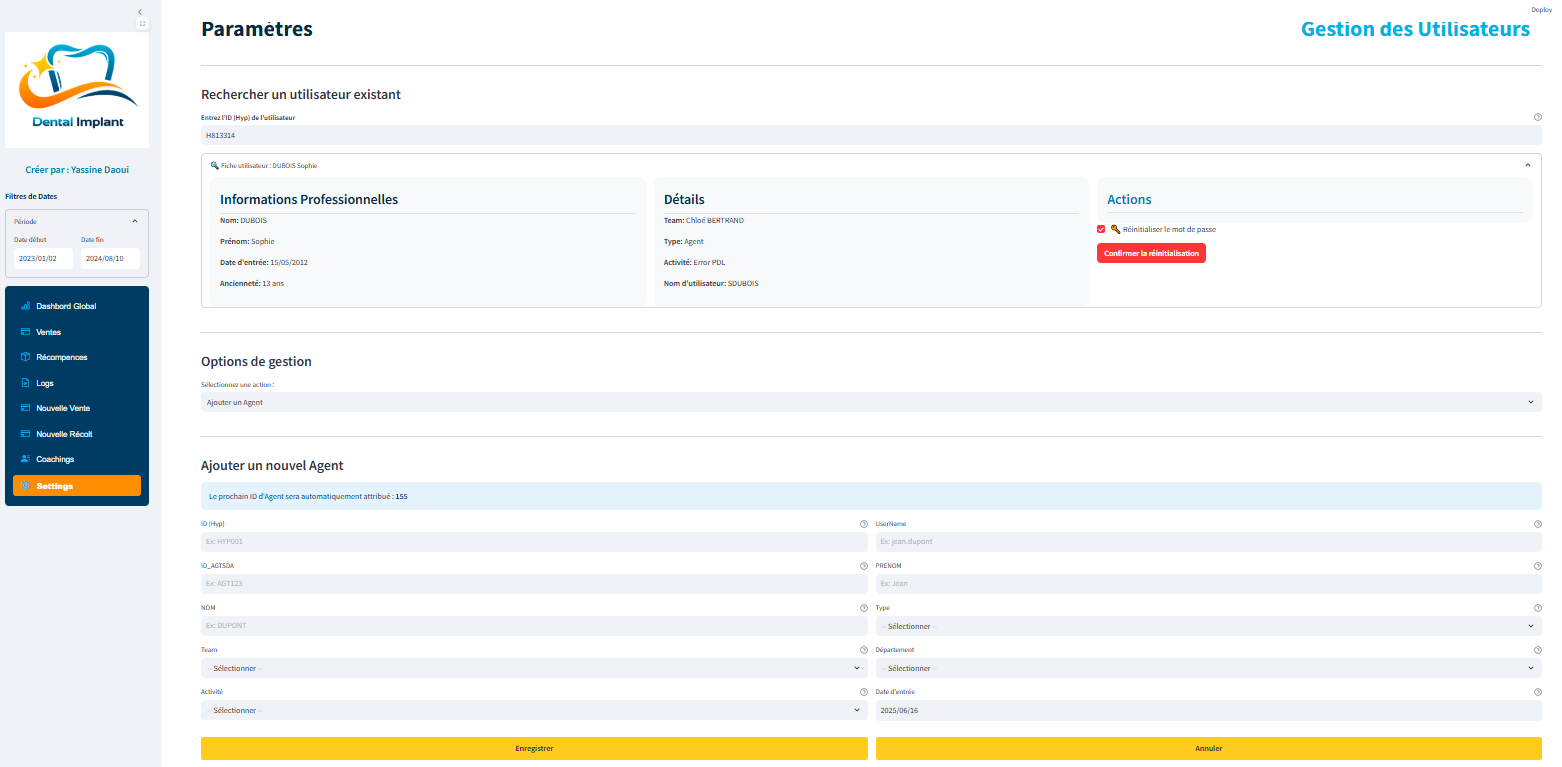 Deploy
Dental Implant
Créer par : Yassine Daoui
Filtres de Dates
Période
Date début
Date fin
2023/01/02
2024/08/10
Dashbord Global
Ventes
Récompences
Logs
Nouvelle Vente
Nouvelle Récolt
Coachings
Settings
Paramètres
Gestion des Utilisateurs
Rechercher un utilisateur existant
Entrez l'ID (Hyp) de l'utilisateur
H813314
Fiche utilisateur : DUBOIS Sophie
Informations Professionnelles
Nom: DUBOIS
Prénom: Sophie
Date d'entrée: 15/05/2012
Ancienneté: 13 ans
Détails
Team: Chloé BERTRAND
Type: Agent
Activité: Error PDL
Nom d'utilisateur: SDUBOIS
Actions
Réinitialiser le mot de passe
Confirmer la réinitialisation
Options de gestion
Sélectionnez une action :
Ajouter un Agent
Ajouter un nouvel Agent
Le prochain ID d'Agent sera automatiquement attribué : 155
ID (Hyp)
Ex: HYP001
UserName
Ex: jean.dupont
ID_AGTSDA
Ex: AGT123
PRENOM
Ex: Jean
NOM
Ex: DUPONT
Type
-- Sélectionner --
Team
-- Sélectionner --
Département
-- Sélectionner --
Activité
-- Sélectionner --
Date d'entrée
2025/06/16
Enregistrer
Annuler